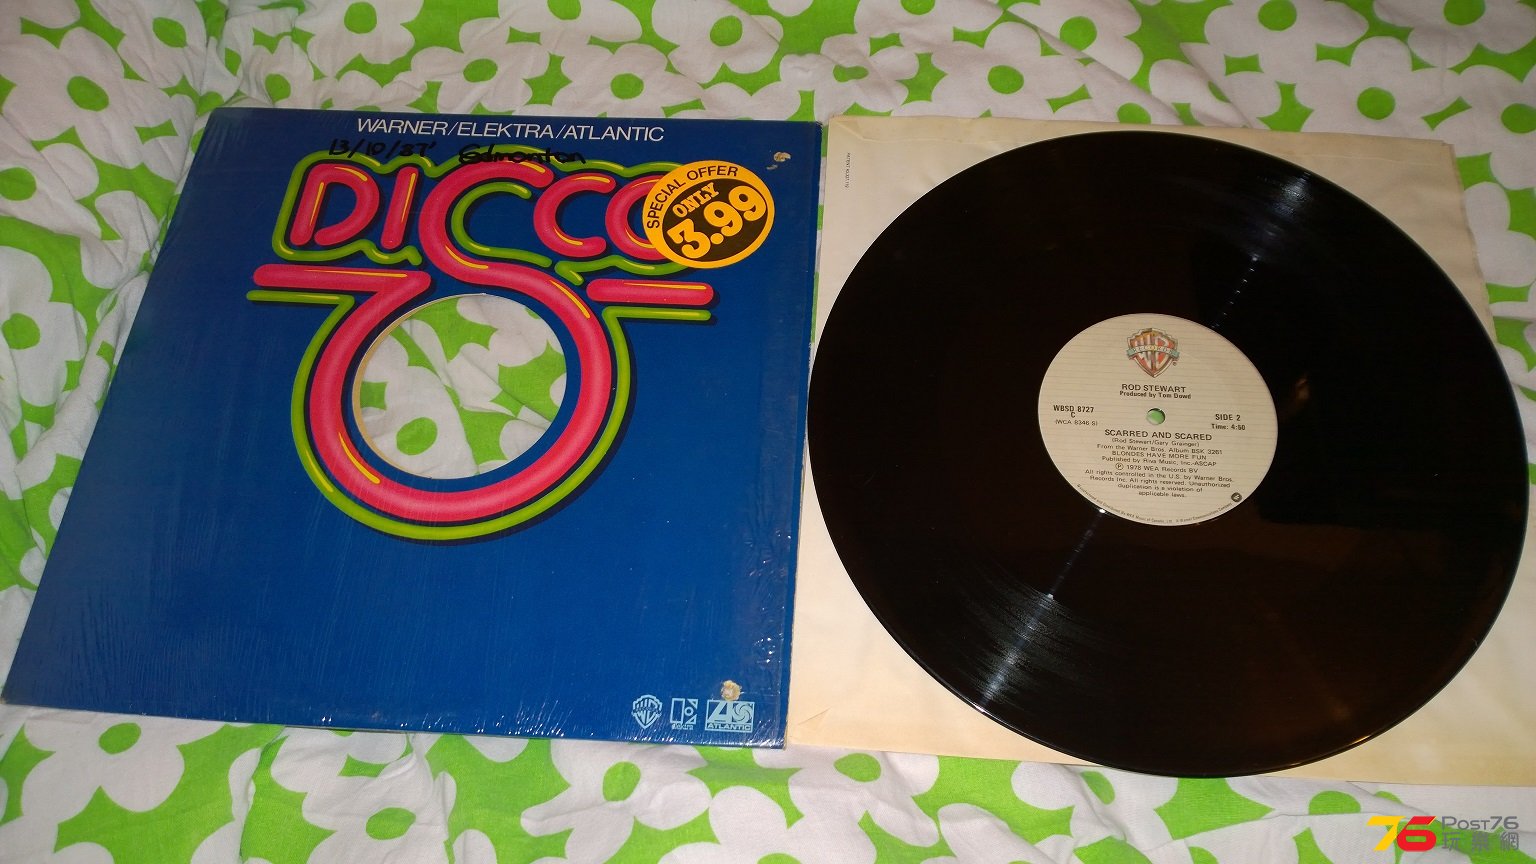 WARNER/ELEKTRA/ATLANTIC
13/10/87' Edmonton
DISCO
SPECIAL OFFER
ONLY
3.99
elektra
ATLANTIC
ROD STEWART
Produced by Tom Dowd
WBSD 8727
C
SIDE 2
(WCA 8346 S)
Time: 4:50
SCARRED AND SCARED
(Rod Stewart/Gary Grainger)
From the Warner Bros. Album BSK 3261
BLONDES HAVE MORE FUN
Published by Riva Music, Inc.-ASCAP
Ⓟ 1978 WEA Records BV
All rights controlled in the U.S. by Warner Bros.
Records Inc. All rights reserved. Unauthorized
duplication is a violation of
applicable laws.
POST76
玩樂網